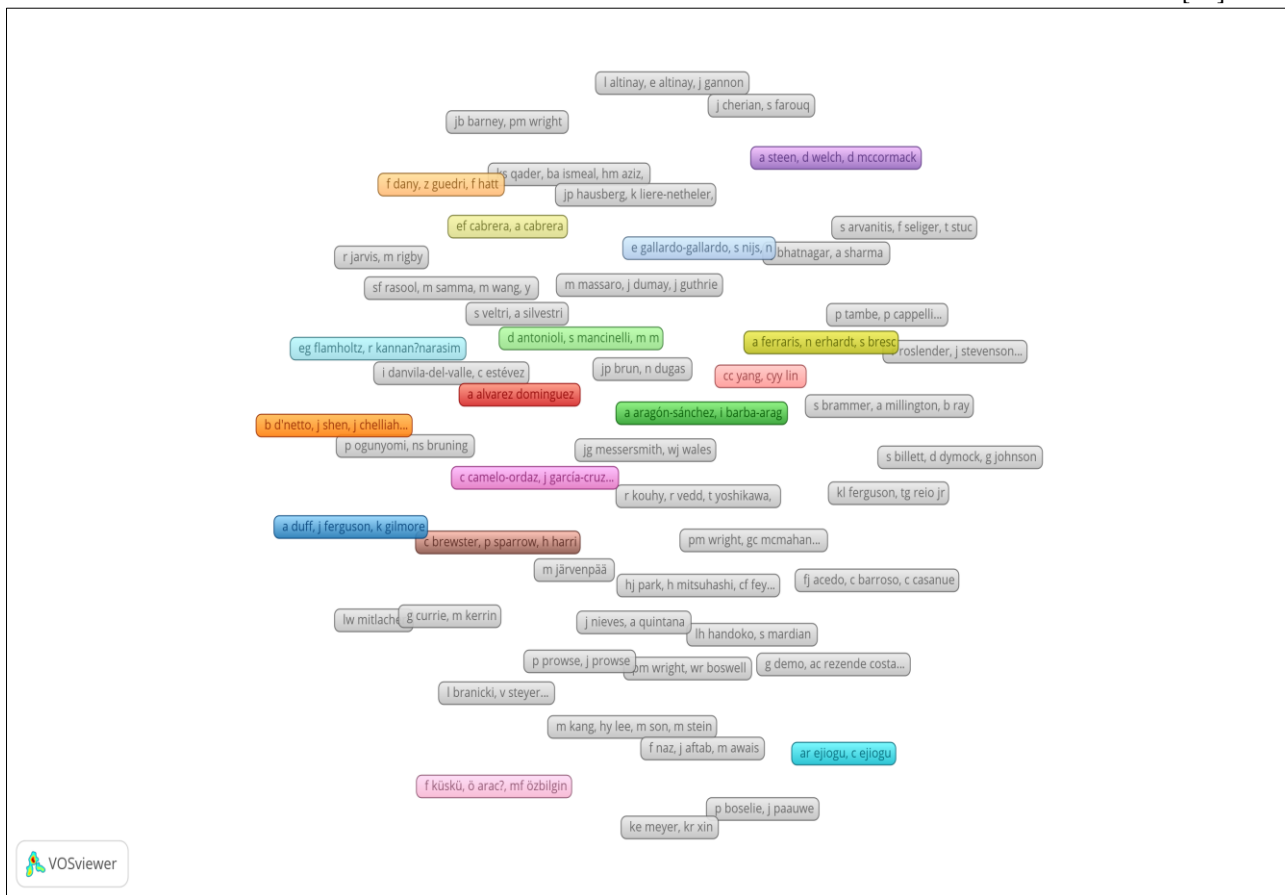 l altinay, e altinay, j gannon
j cherian, s farouq
jb barney, pm wright
a steen, d welch, d mccormack
qader, ba ismeal, hm aziz,
f dany, z guedri, f hatt
jp hausberg, k liere-netheler,
ef cabrera, a cabrera
s arvanitis, f seliger, t stuc
e gallardo-gallardo, s nijs, n
bhatnagar, a sharma
r jarvis, m rigby
sf rasool, m samma, m wang, y
m massaro, j dumay, j guthrie
s veltri, a silvestri
p tambe, p cappelli...
d antonioli, s mancinelli, m m
a ferraris, n erhardt, s bresc
eg flamholtz, r kannan?narasim
roslender, j stevenson...
i danvila-del-valle, c estévez
jp brun, n dugas
cc yang, cyy lin
a alvarez dominguez
s brammer, a millington, b ray
a aragón-sánchez, i barba-arag
b d'netto, j shen, j chelliah...
p ogunyomi, ns bruning
jg messersmith, wj wales
s billett, d dymock, g johnson
c camelo-ordaz, j garcía-cruz...
r kouhy, r vedd, t yoshikawa,
kl ferguson, tg reio jr
a duff, j ferguson, k gilmore
c brewster, p sparrow, h harri
pm wright, gc mcmahan...
m järvenpää
hj park, h mitsuhashi, cf fey...
fj acedo, c barroso, c casanue
lw mitlache
g currie, m kerrin
j nieves, a quintana
lh handoko, s mardian
p prowse, j prowse
pm wright, wr boswell
g demo, ac rezende costa...
l branicki, v steyer...
m kang, hy lee, m son, m stein
f naz, j aftab, m awais
ar ejiogu, c ejiogu
f küskü, ö arac?, mf özbilgin
p boselie, j paauwe
ke meyer, kr xin
VOSviewer